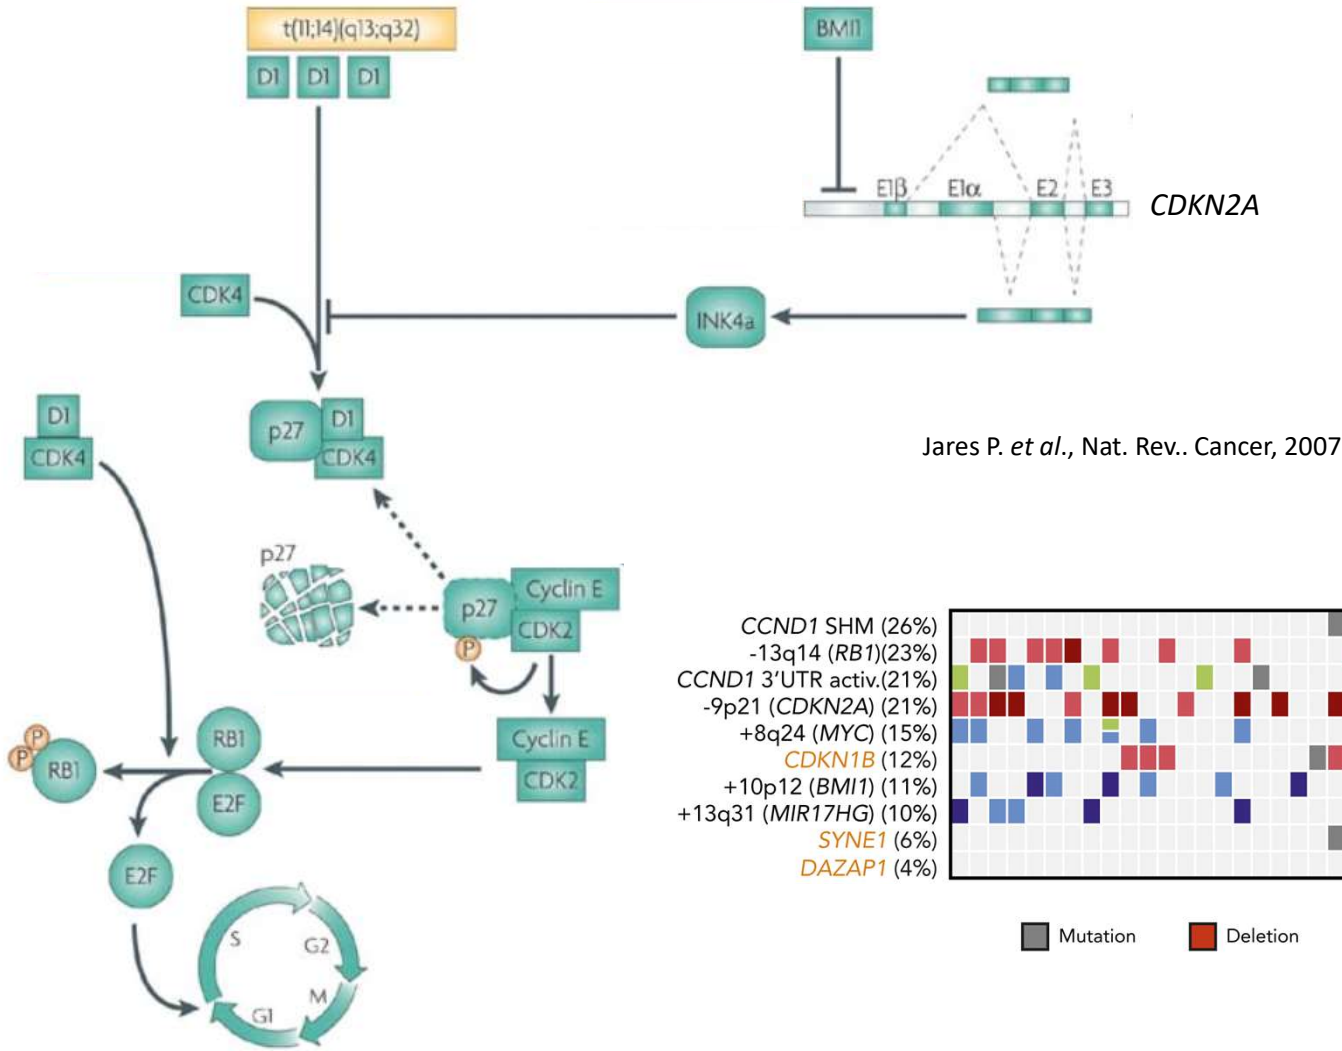 t(11;14)(q13;q32)
D1 D1 D1
BMI1
E1β E1α E2 E3
CDKN2A
CDK4
INK4a
D1
CDK4
p27
D1
CDK4
Jares P. et al., Nat. Rev.. Cancer, 2007
p27
p27
Cyclin E
CDK2
P
Cyclin E
CDK2
P
P
RB1
RB1
E2F
E2F
S
G2
M
G1
CCND1 SHM (26%)
-13q14 (RB1)(23%)
CCND1 3'UTR activ.(21%)
-9p21 (CDKN2A) (21%)
+8q24 (MYC) (15%)
CDKN1B (12%)
+10p12 (BMI1) (11%)
+13q31 (MIR17HG) (10%)
SYNE1 (6%)
DAZAP1 (4%)
Mutation Deletion